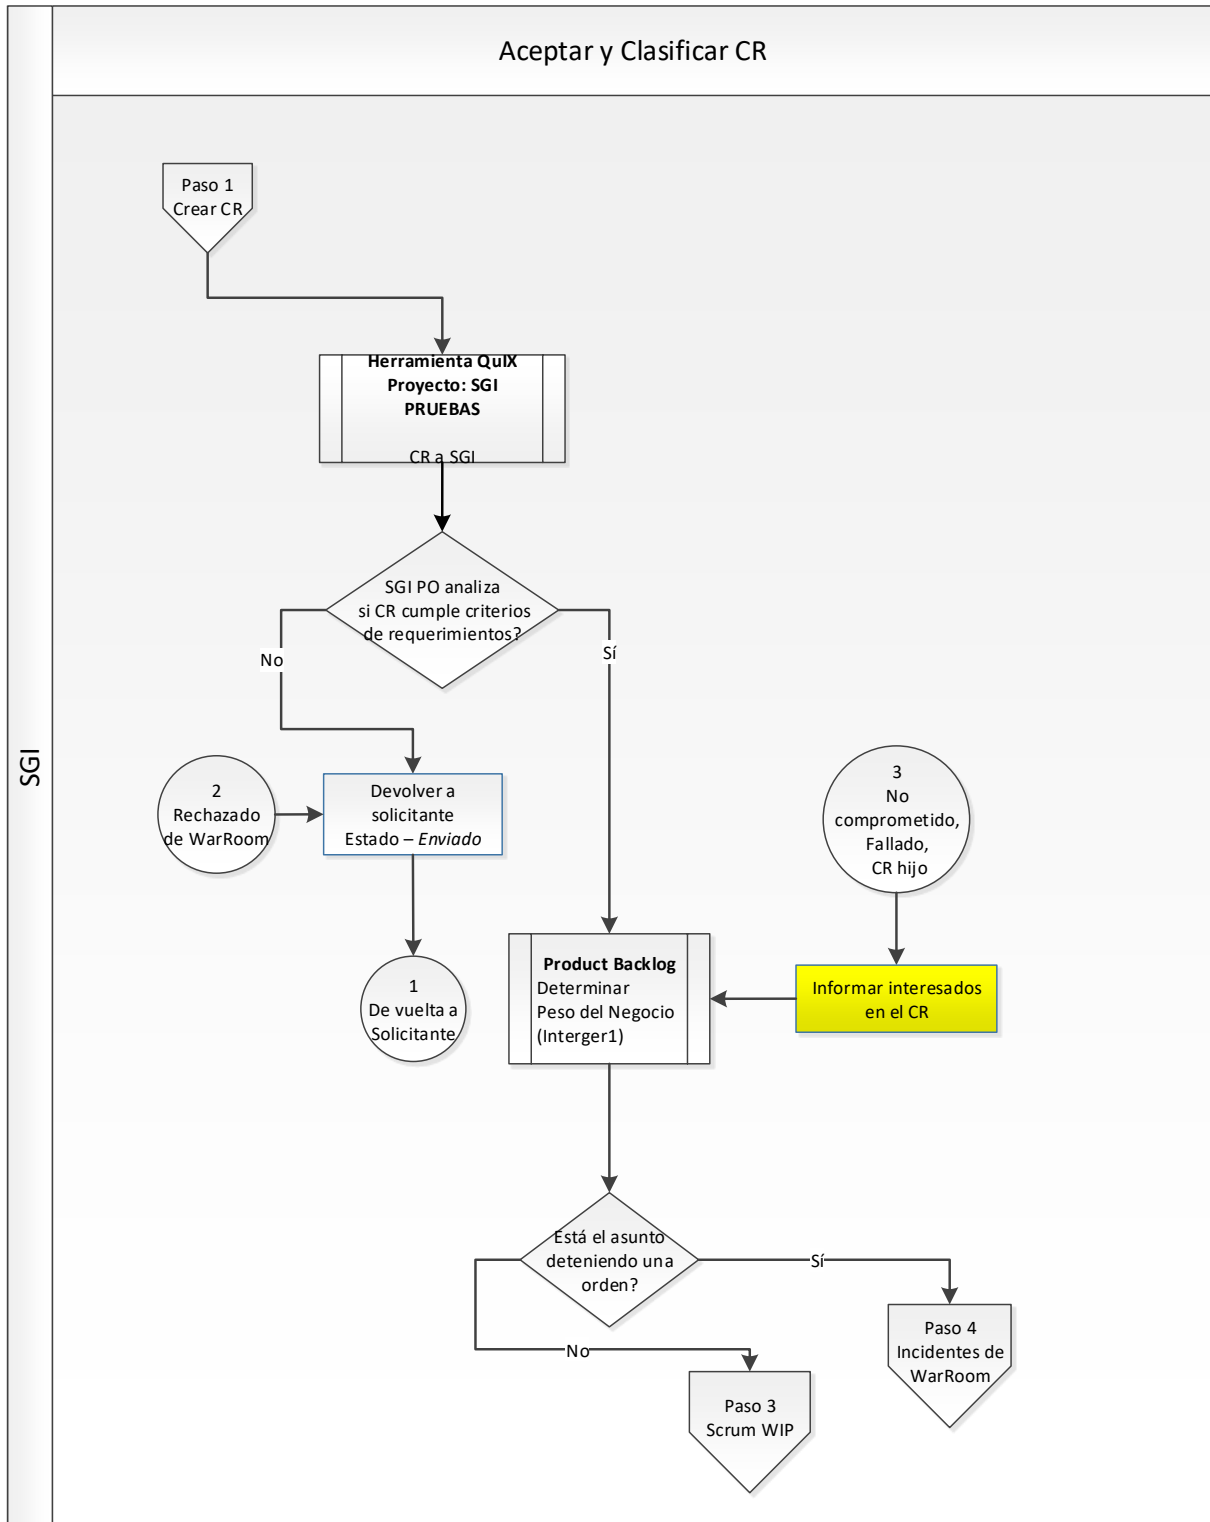 Aceptar y Clasificar CR
SGI
Paso 1
Crear CR
Herramienta QuIX
Proyecto: SGI
PRUEBAS
CR a SGI
SGI PO analiza
si CR cumple criterios
de requerimientos?
No
Sí
2
Rechazado
de WarRoom
Devolver a
solicitante
Estado – Enviado
3
No
comprometido,
Fallado,
CR hijo
1
De vuelta a
Solicitante
Product Backlog
Determinar
Peso del Negocio
(Interger1)
Informar interesados
en el CR
Está el asunto
deteniendo una
orden?
Sí
No
Paso 4
Incidentes de
WarRoom
Paso 3
Scrum WIP